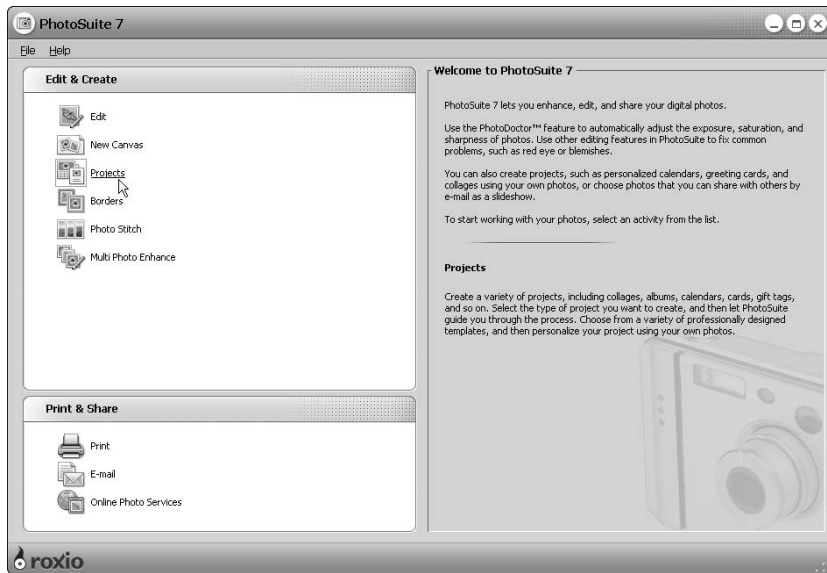 PhotoSuite 7
File Help
Edit & Create
Edit
New Canvas
Projects
Borders
Photo Stitch
Multi Photo Enhance
Print & Share
Print
E-mail
Online Photo Services
Welcome to PhotoSuite 7
PhotoSuite 7 lets you enhance, edit, and share your digital photos.
Use the PhotoDoctor™ feature to automatically adjust the exposure, saturation, and
sharpness of photos. Use other editing features in PhotoSuite to fix common
problems, such as red eye or blemishes.
You can also create projects, such as personalized calendars, greeting cards, and
collages using your own photos, or choose photos that you can share with others by
e-mail as a slideshow.
To start working with your photos, select an activity from the list.
Projects
Create a variety of projects, including collages, albums, calendars, cards, gift tags,
and so on. Select the type of project you want to create, and then let PhotoSuite
guide you through the process. Choose from a variety of professionally designed
templates, and then personalize your project using your own photos.
roxio